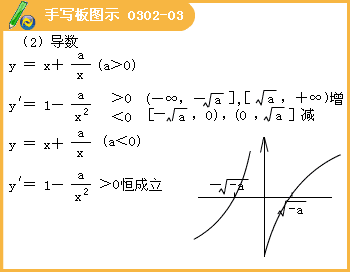 手写板图示 0302-03
（2）导数
y = x+ a/x (a>0)
y′= 1- a/x² >0 (-∞, -√a ],[ √a , +∞)增
<0 [-√a , 0), (0 ,√a ] 减
y = x+ a/x (a<0)
y′= 1- a/x² >0恒成立
-√-a
√-a